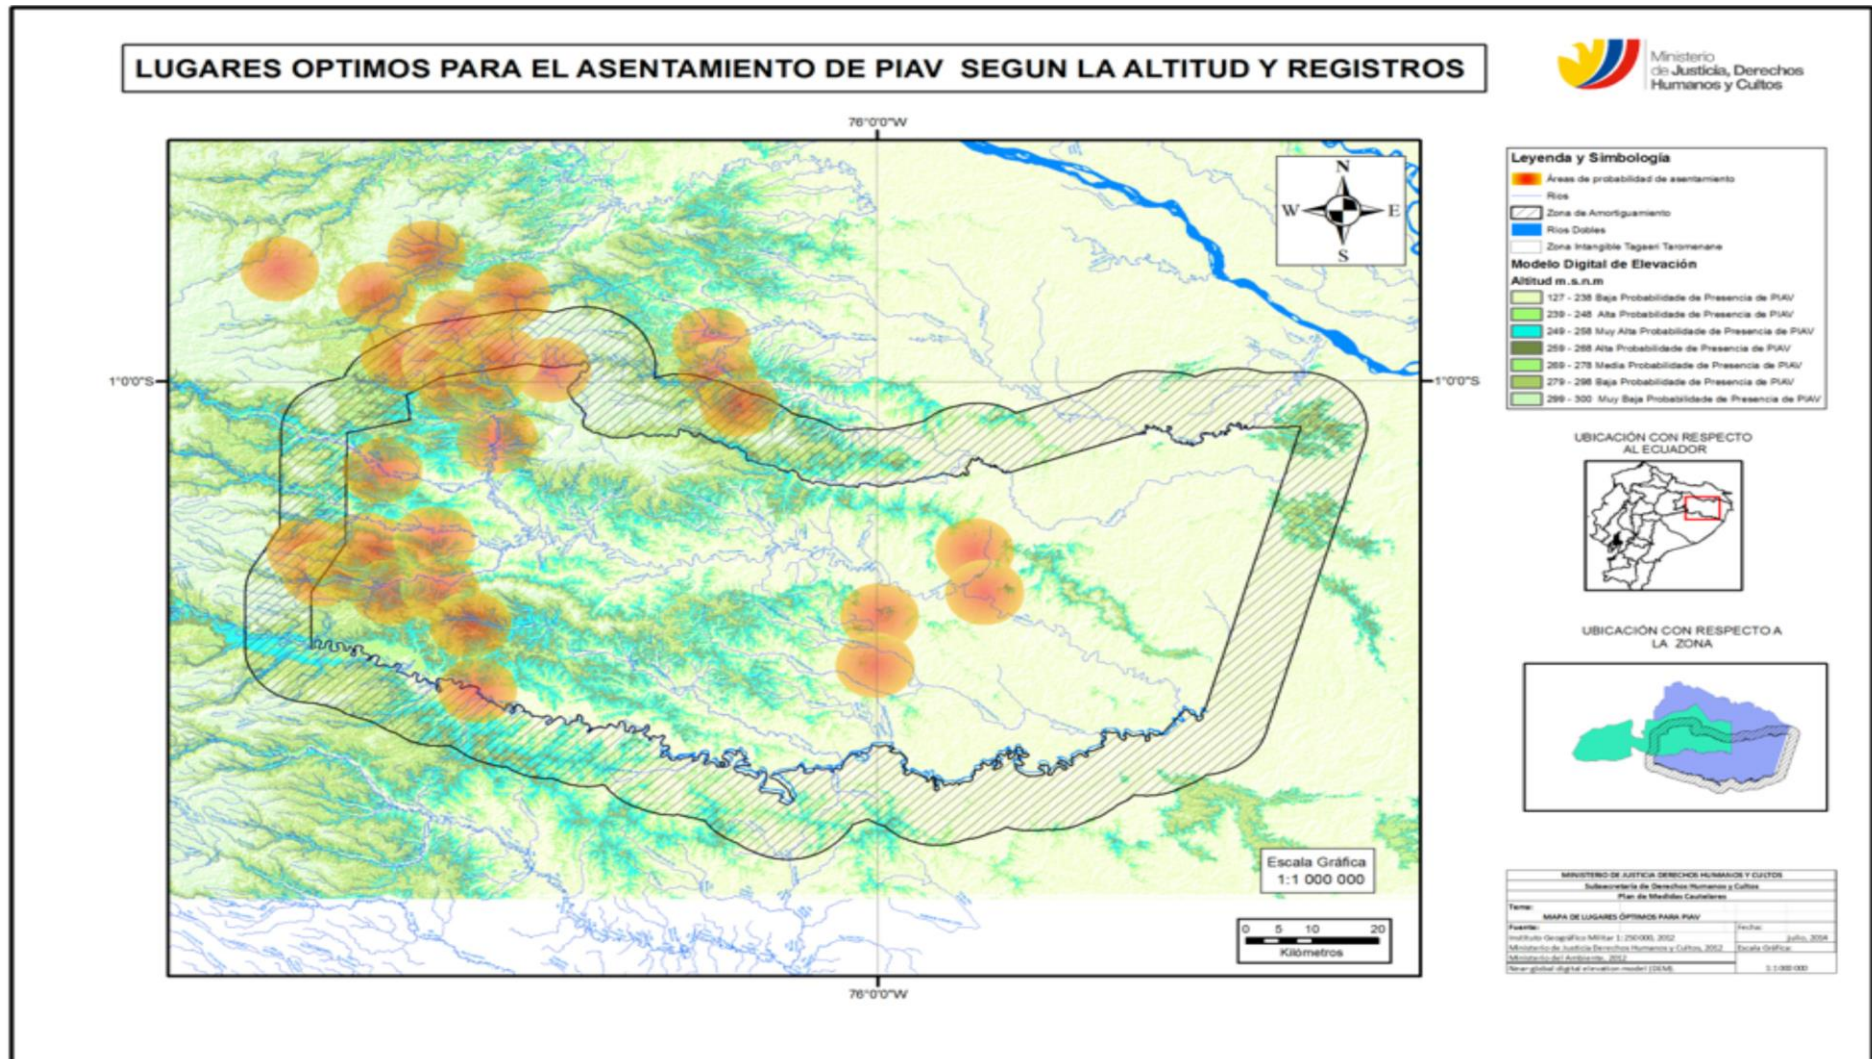 LUGARES OPTIMOS PARA EL ASENTAMIENTO DE PIAV SEGUN LA ALTITUD Y REGISTROS
Ministerio
de Justicia, Derechos
Humanos y Cultos
76°0'0"W
1°0'0"S
1°0'0"S
N
W
E
S
Leyenda y Simbología
Áreas de probabilidad de asentamiento
Rios
Zona de Amortiguamiento
Rios Dobles
Zona Intangible Tagaeri Taromenane
Modelo Digital de Elevación
Altitud m.s.n.m
127 - 238 Baja Probabilidade de Presencia de PIAV
239 - 248 Alta Probabilidade de Presencia de PIAV
249 - 258 Muy Alta Probabilidade de Presencia de PIAV
259 - 268 Alta Probabilidade de Presencia de PIAV
269 - 278 Media Probabilidade de Presencia de PIAV
279 - 298 Baja Probabilidade de Presencia de PIAV
299 - 300 Muy Baja Probabilidade de Presencia de PIAV
UBICACIÓN CON RESPECTO
AL ECUADOR
UBICACIÓN CON RESPECTO A
LA ZONA
Escala Gráfica
1:1 000 000
0 5 10 20
Kilómetros
76°0'0"W
MINISTERIO DE JUSTICIA DERECHOS HUMANOS Y CULTOS
Subsecretaría de Derechos Humanos y Cultos
Plan de Medidas Cautelares
Tema:
MAPA DE LUGARES ÓPTIMOS PARA PIAV
Fuente:
Fecha:
Instituto Geográfico Militar 1: 250 000, 2012
julio, 2014
Ministerio de Justicia Derechos Humanos y Cultos, 2012
Escala Gráfica:
Ministerio del Ambiente, 2012
Near-global digital elevation model (DEM).
1:1 000 000